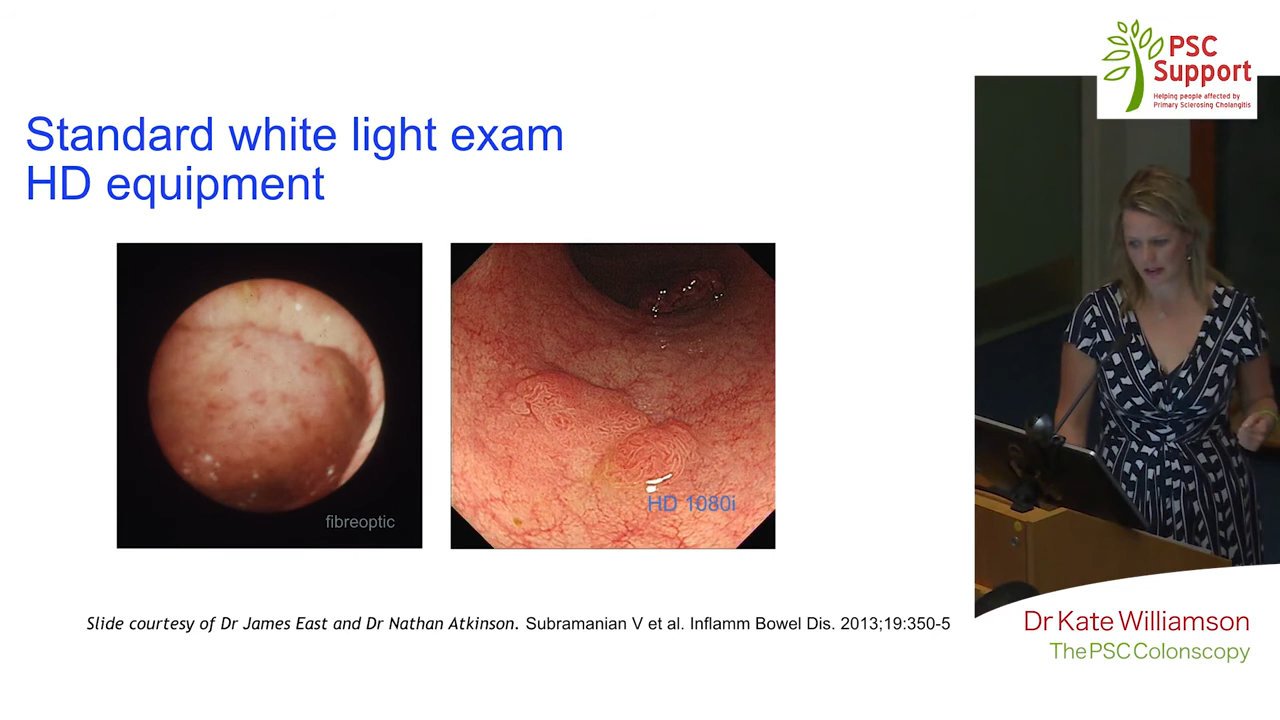 PSC
Support
Helping people affected by
Primary Sclerosing Cholangitis
Standard white light exam
HD equipment
fibreoptic
HD 1080i
Slide courtesy of Dr James East and Dr Nathan Atkinson. Subramanian V et al. Inflamm Bowel Dis. 2013;19:350-5
Dr Kate Williamson
The PSC Colonscopy